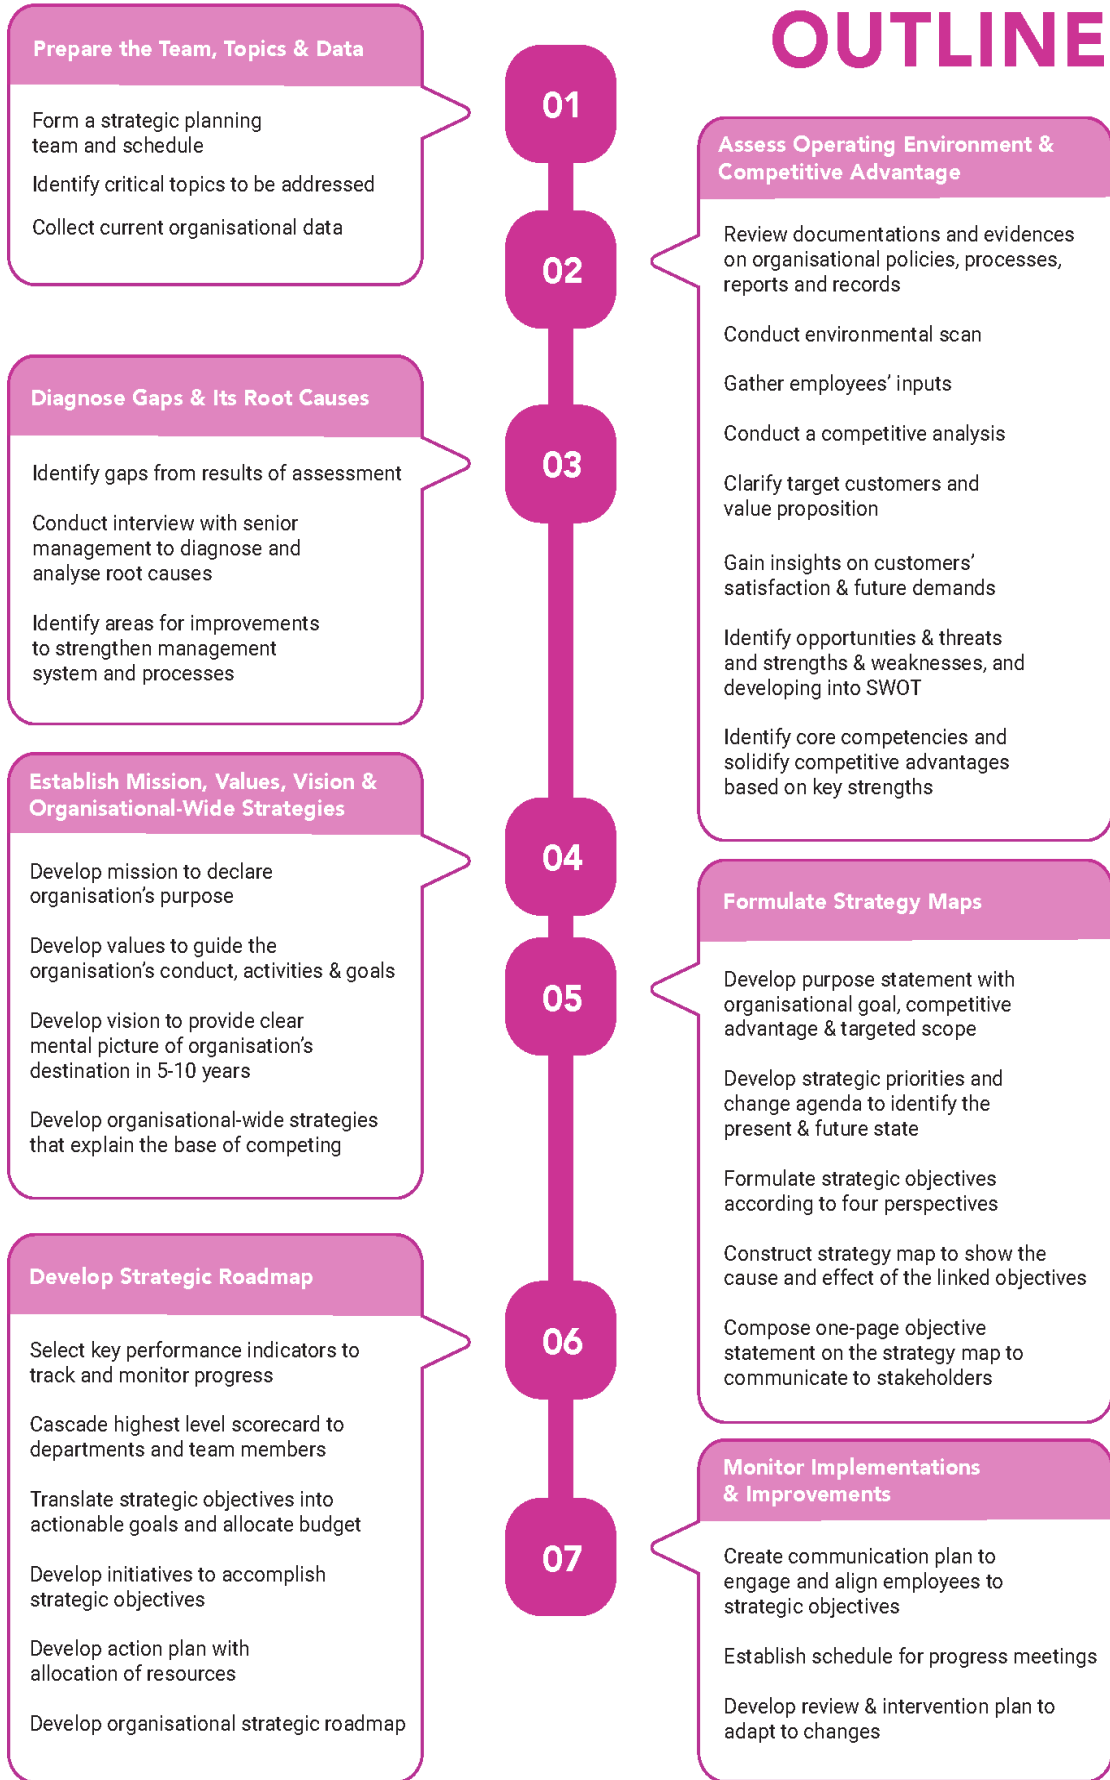 OUTLINE
01
Prepare the Team, Topics & Data
Form a strategic planning
team and schedule
Identify critical topics to be addressed
Collect current organisational data
02
Assess Operating Environment &
Competitive Advantage
Review documentations and evidences
on organisational policies, processes,
reports and records
Conduct environmental scan
Gather employees' inputs
Conduct a competitive analysis
Clarify target customers and
value proposition
Gain insights on customers'
satisfaction & future demands
Identify opportunities & threats
and strengths & weaknesses, and
developing into SWOT
Identify core competencies and
solidify competitive advantages
based on key strengths
03
Diagnose Gaps & Its Root Causes
Identify gaps from results of assessment
Conduct interview with senior
management to diagnose and
analyse root causes
Identify areas for improvements
to strengthen management
system and processes
04
Establish Mission, Values, Vision &
Organisational-Wide Strategies
Develop mission to declare
organisation's purpose
Develop values to guide the
organisation's conduct, activities & goals
Develop vision to provide clear
mental picture of organisation's
destination in 5-10 years
Develop organisational-wide strategies
that explain the base of competing
05
Formulate Strategy Maps
Develop purpose statement with
organisational goal, competitive
advantage & targeted scope
Develop strategic priorities and
change agenda to identify the
present & future state
Formulate strategic objectives
according to four perspectives
Construct strategy map to show the
cause and effect of the linked objectives
Compose one-page objective
statement on the strategy map to
communicate to stakeholders
06
Develop Strategic Roadmap
Select key performance indicators to
track and monitor progress
Cascade highest level scorecard to
departments and team members
Translate strategic objectives into
actionable goals and allocate budget
Develop initiatives to accomplish
strategic objectives
Develop action plan with
allocation of resources
Develop organisational strategic roadmap
07
Monitor Implementations
& Improvements
Create communication plan to
engage and align employees to
strategic objectives
Establish schedule for progress meetings
Develop review & intervention plan to
adapt to changes